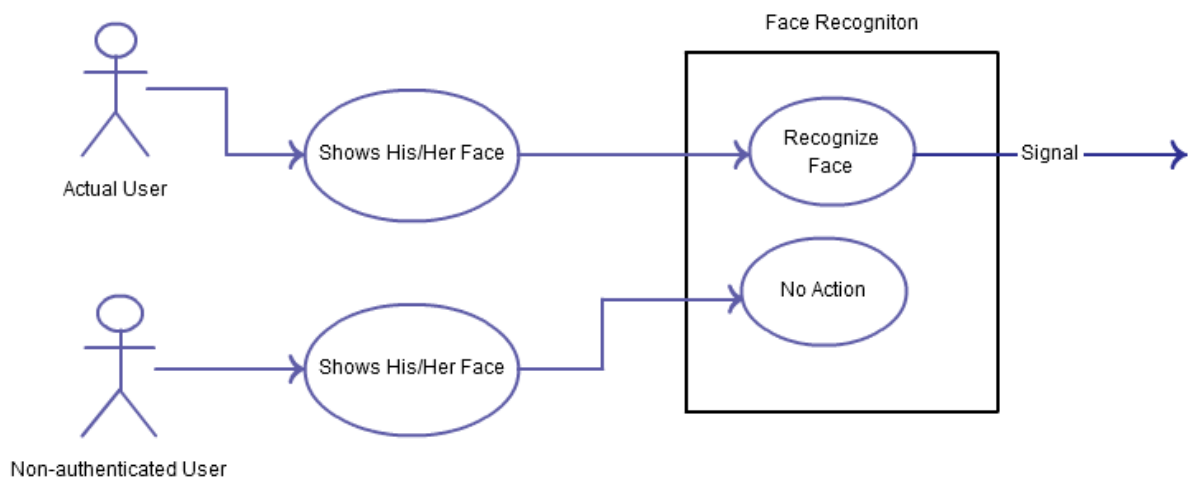 Face Recogniton
Actual User
Shows His/Her Face
Recognize
Face
Signal
Non-authenticated User
Shows His/Her Face
No Action